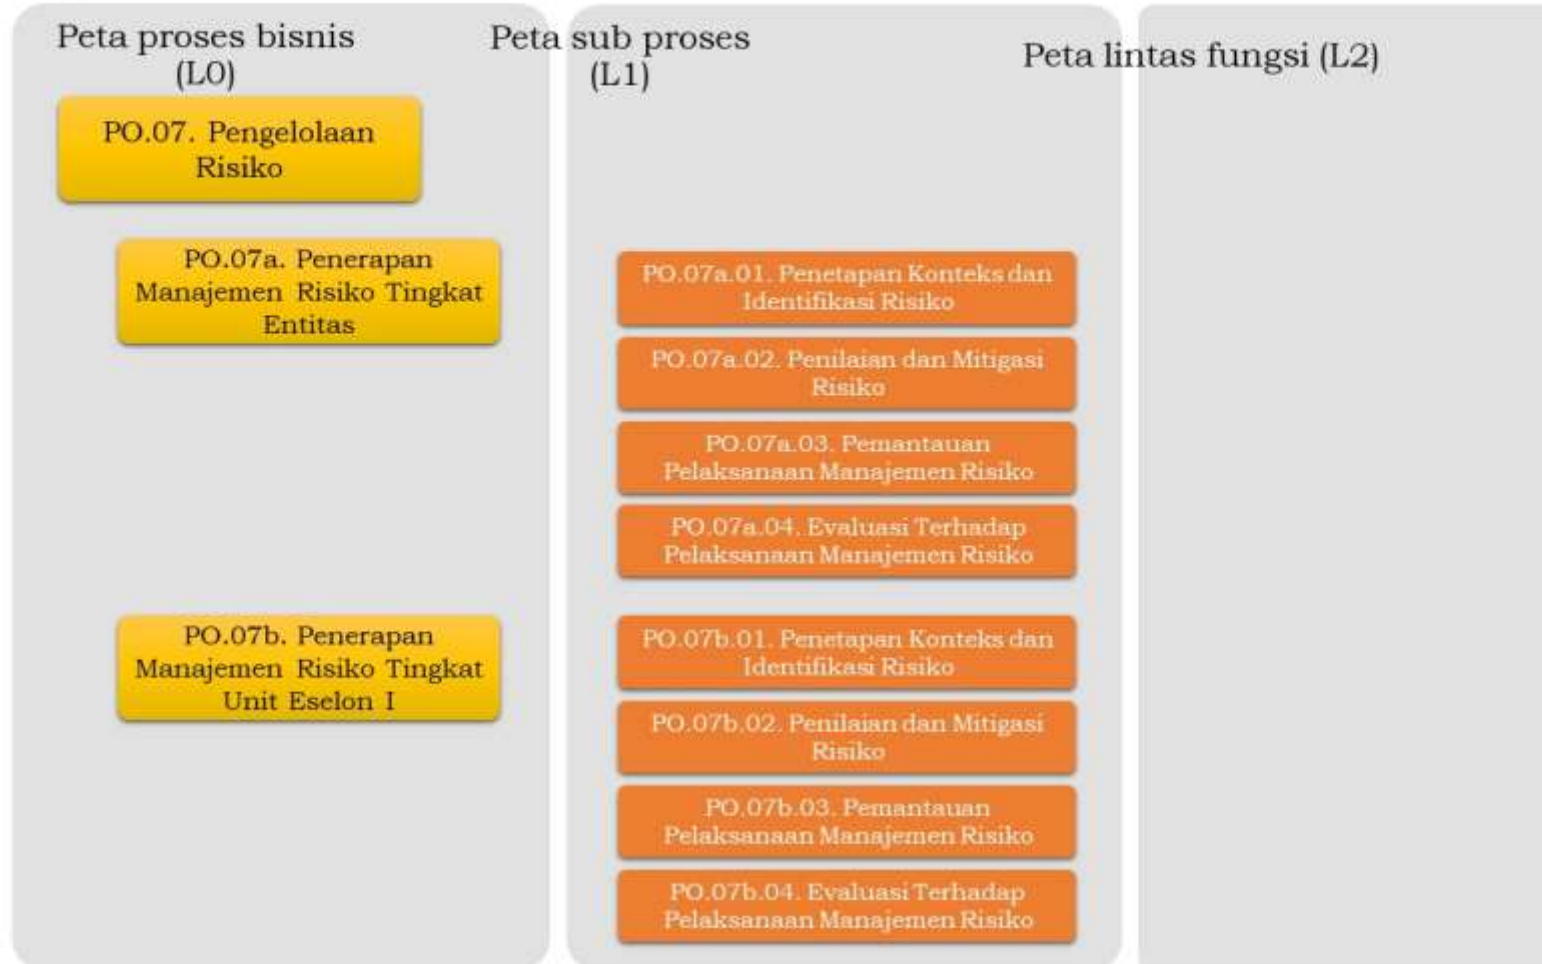 Peta proses bisnis
(L0)
Peta sub proses
(L1)
Peta lintas fungsi (L2)
PO.07. Pengelolaan
Risiko
PO.07a. Penerapan
Manajemen Risiko Tingkat
Entitas
PO.07a.01. Penetapan Konteks dan
Identifikasi Risiko
PO.07a.02. Penilaian dan Mitigasi
Risiko
PO.07a.03. Pemantauan
Pelaksanaan Manajemen Risiko
PO.07a.04. Evaluasi Terhadap
Pelaksanaan Manajemen Risiko
PO.07b. Penerapan
Manajemen Risiko Tingkat
Unit Eselon I
PO.07b.01. Penetapan Konteks dan
Identifikasi Risiko
PO.07b.02. Penilaian dan Mitigasi
Risiko
PO.07b.03. Pemantauan
Pelaksanaan Manajemen Risiko
PO.07b.04. Evaluasi Terhadap
Pelaksanaan Manajemen Risiko